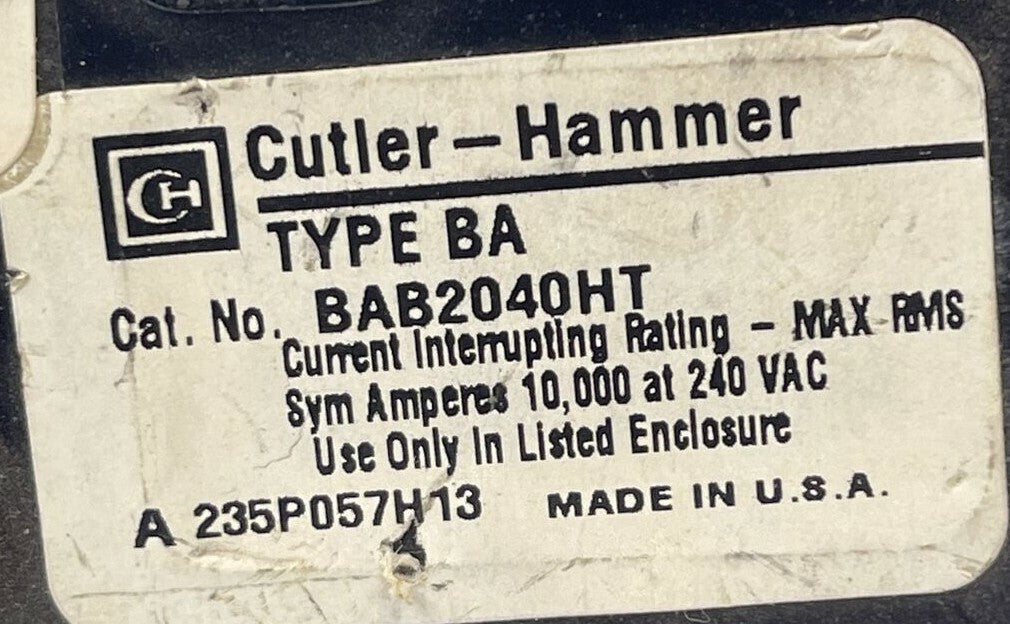 CH Cutler-Hammer
TYPE BA
Cat. No. BAB2040HT
Current Interrupting Rating - MAX RMS
Sym Amperes 10,000 at 240 VAC
Use Only In Listed Enclosure
A 235P057H13 MADE IN U.S.A.